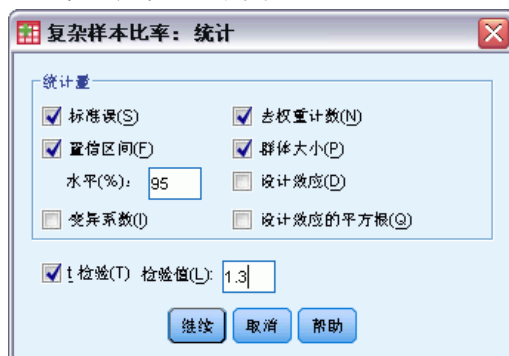 复杂样本比率： 统计
统计量
标准误(S)
去权重计数(N)
置信区间(F)
群体大小(P)
水平(%)： 95
设计效应(D)
变异系数(I)
设计效应的平方根(Q)
t 检验(T) 检验值(L): 1.3
继续 取消 帮助